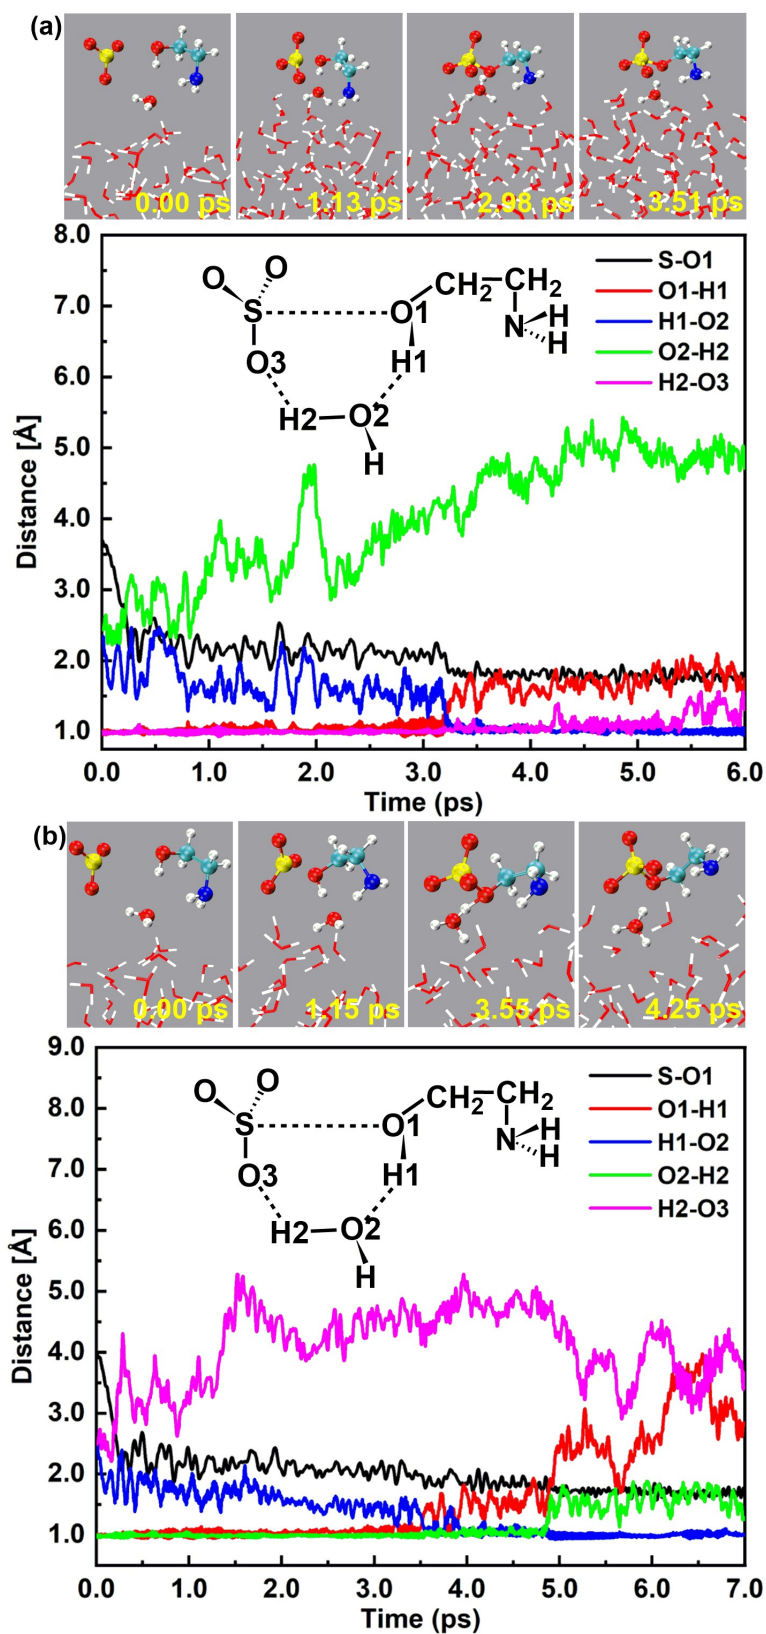 (a)
0.00 ps 1.13 ps 2.98 ps 3.51 ps
8.0
7.0
6.0
5.0
4.0
3.0
2.0
1.0
Distance [Å]
O O
S O1 CH2 CH2
O3 H1 N H
H
H2 O2
H
S-O1
O1-H1
H1-O2
O2-H2
H2-O3
0.0 1.0 2.0 3.0 4.0 5.0 6.0
Time (ps)
(b)
0.00 ps 1.15 ps 3.55 ps 4.25 ps
9.0
8.0
7.0
6.0
5.0
4.0
3.0
2.0
1.0
Distance [Å]
O O
S O1 CH2 CH2
O3 H1 N H
H
H2 O2
H
S-O1
O1-H1
H1-O2
O2-H2
H2-O3
0.0 1.0 2.0 3.0 4.0 5.0 6.0 7.0
Time (ps)